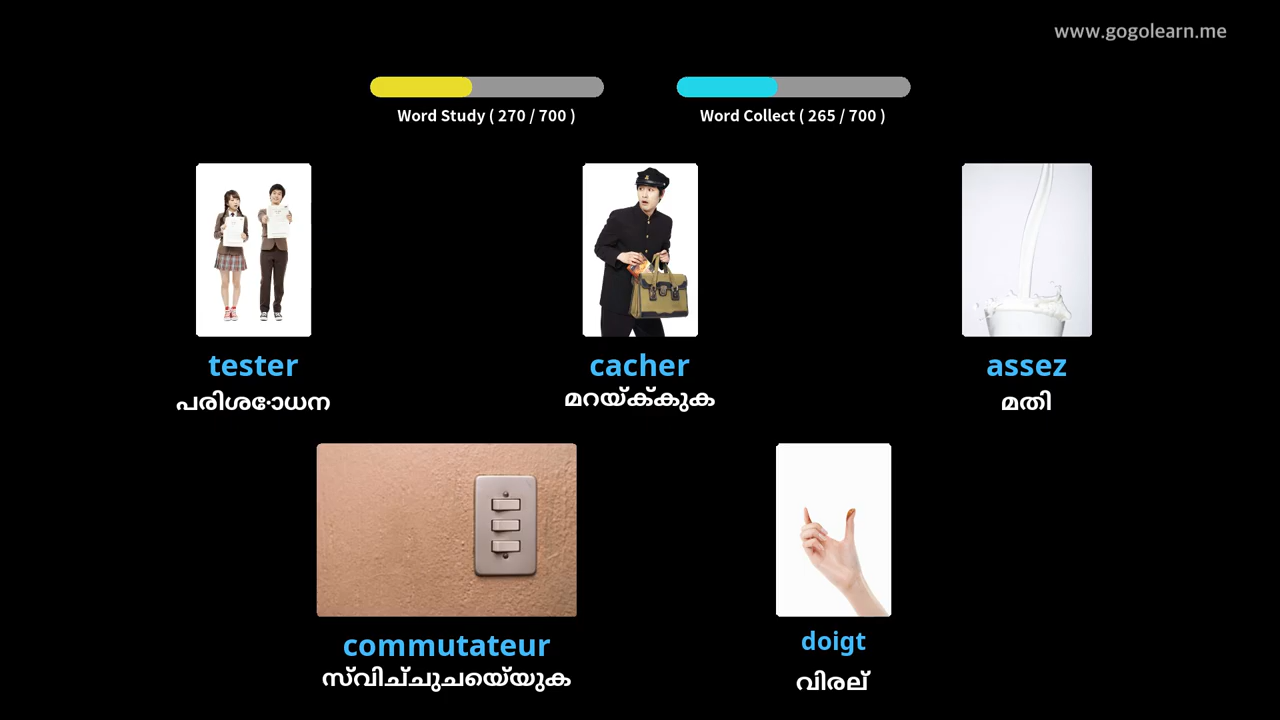 www.gogolearn.me
Word Study ( 270 / 700 )
Word Collect ( 265 / 700 )
tester
പരിശോധന
cacher
മറയ്ക്കുക
assez
മതി
commutateur
സ്വിച്ചുചെയ്യുക
doigt
വിരല്